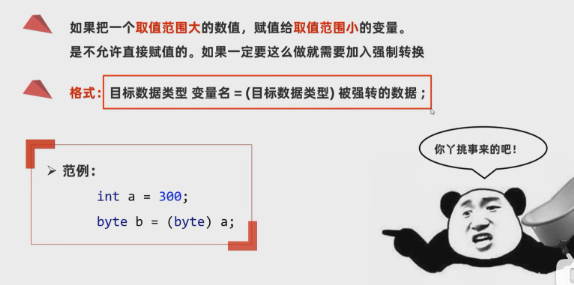 如果把一个取值范围大的数值，赋值给取值范围小的变量。
是不允许直接赋值的。如果一定要这么做就需要加入强制转换
格式：目标数据类型 变量名 = (目标数据类型) 被强转的数据 ;
范例：
int a = 300;
byte b = (byte) a;
你丫挑事来的吧!